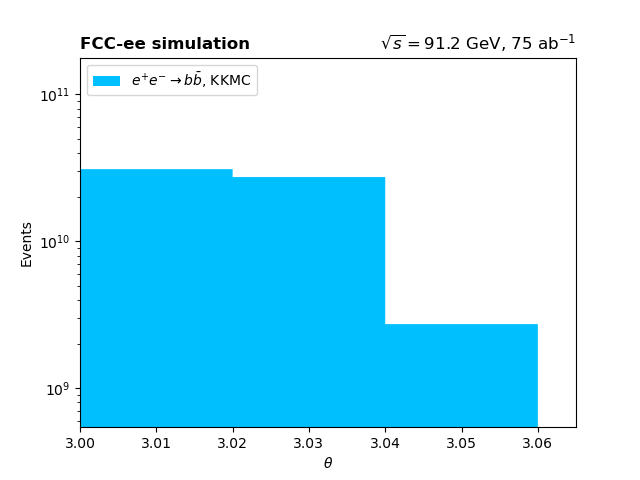 FCC-ee simulation
√s = 91.2 GeV, 75 ab⁻¹
e⁺e⁻ → bb̄, KKMC
Events
10¹¹
10¹⁰
10⁹
3.00 3.01 3.02 3.03 3.04 3.05 3.06
θ